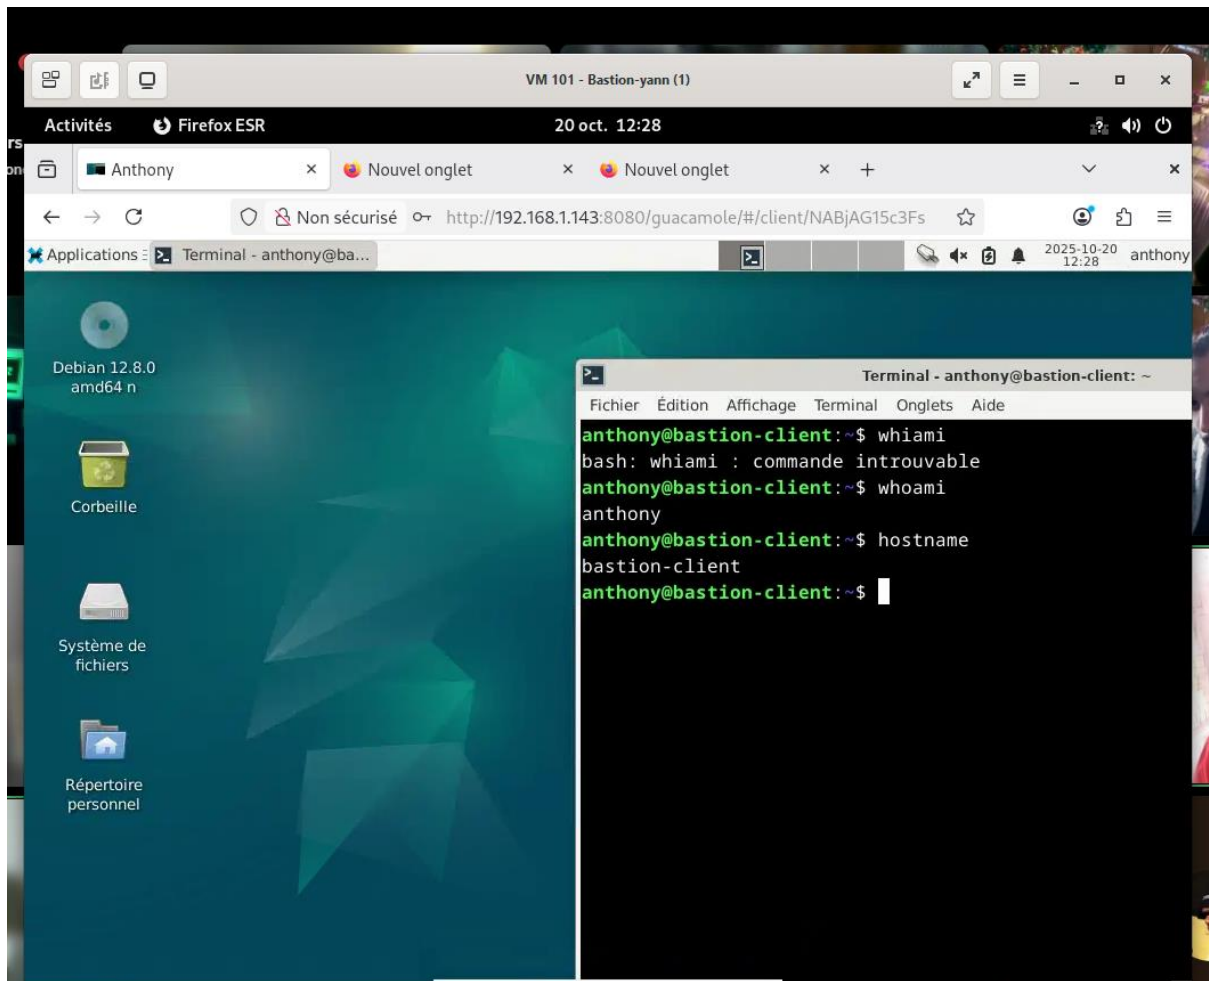 VM 101 - Bastion-yann (1)
Activités Firefox ESR 20 oct. 12:28
Anthony Nouvel onglet Nouvel onglet
Non sécurisé http://192.168.1.143:8080/guacamole/#/client/NABjAG15c3Fs
Applications Terminal - anthony@ba... 2025-10-20 anthony
12:28
Debian 12.8.0
amd64 n
Corbeille
Système de
fichiers
Répertoire
personnel
Terminal - anthony@bastion-client: ~
Fichier Édition Affichage Terminal Onglets Aide
anthony@bastion-client:~$ whiami
bash: whiami : commande introuvable
anthony@bastion-client:~$ whoami
anthony
anthony@bastion-client:~$ hostname
bastion-client
anthony@bastion-client:~$